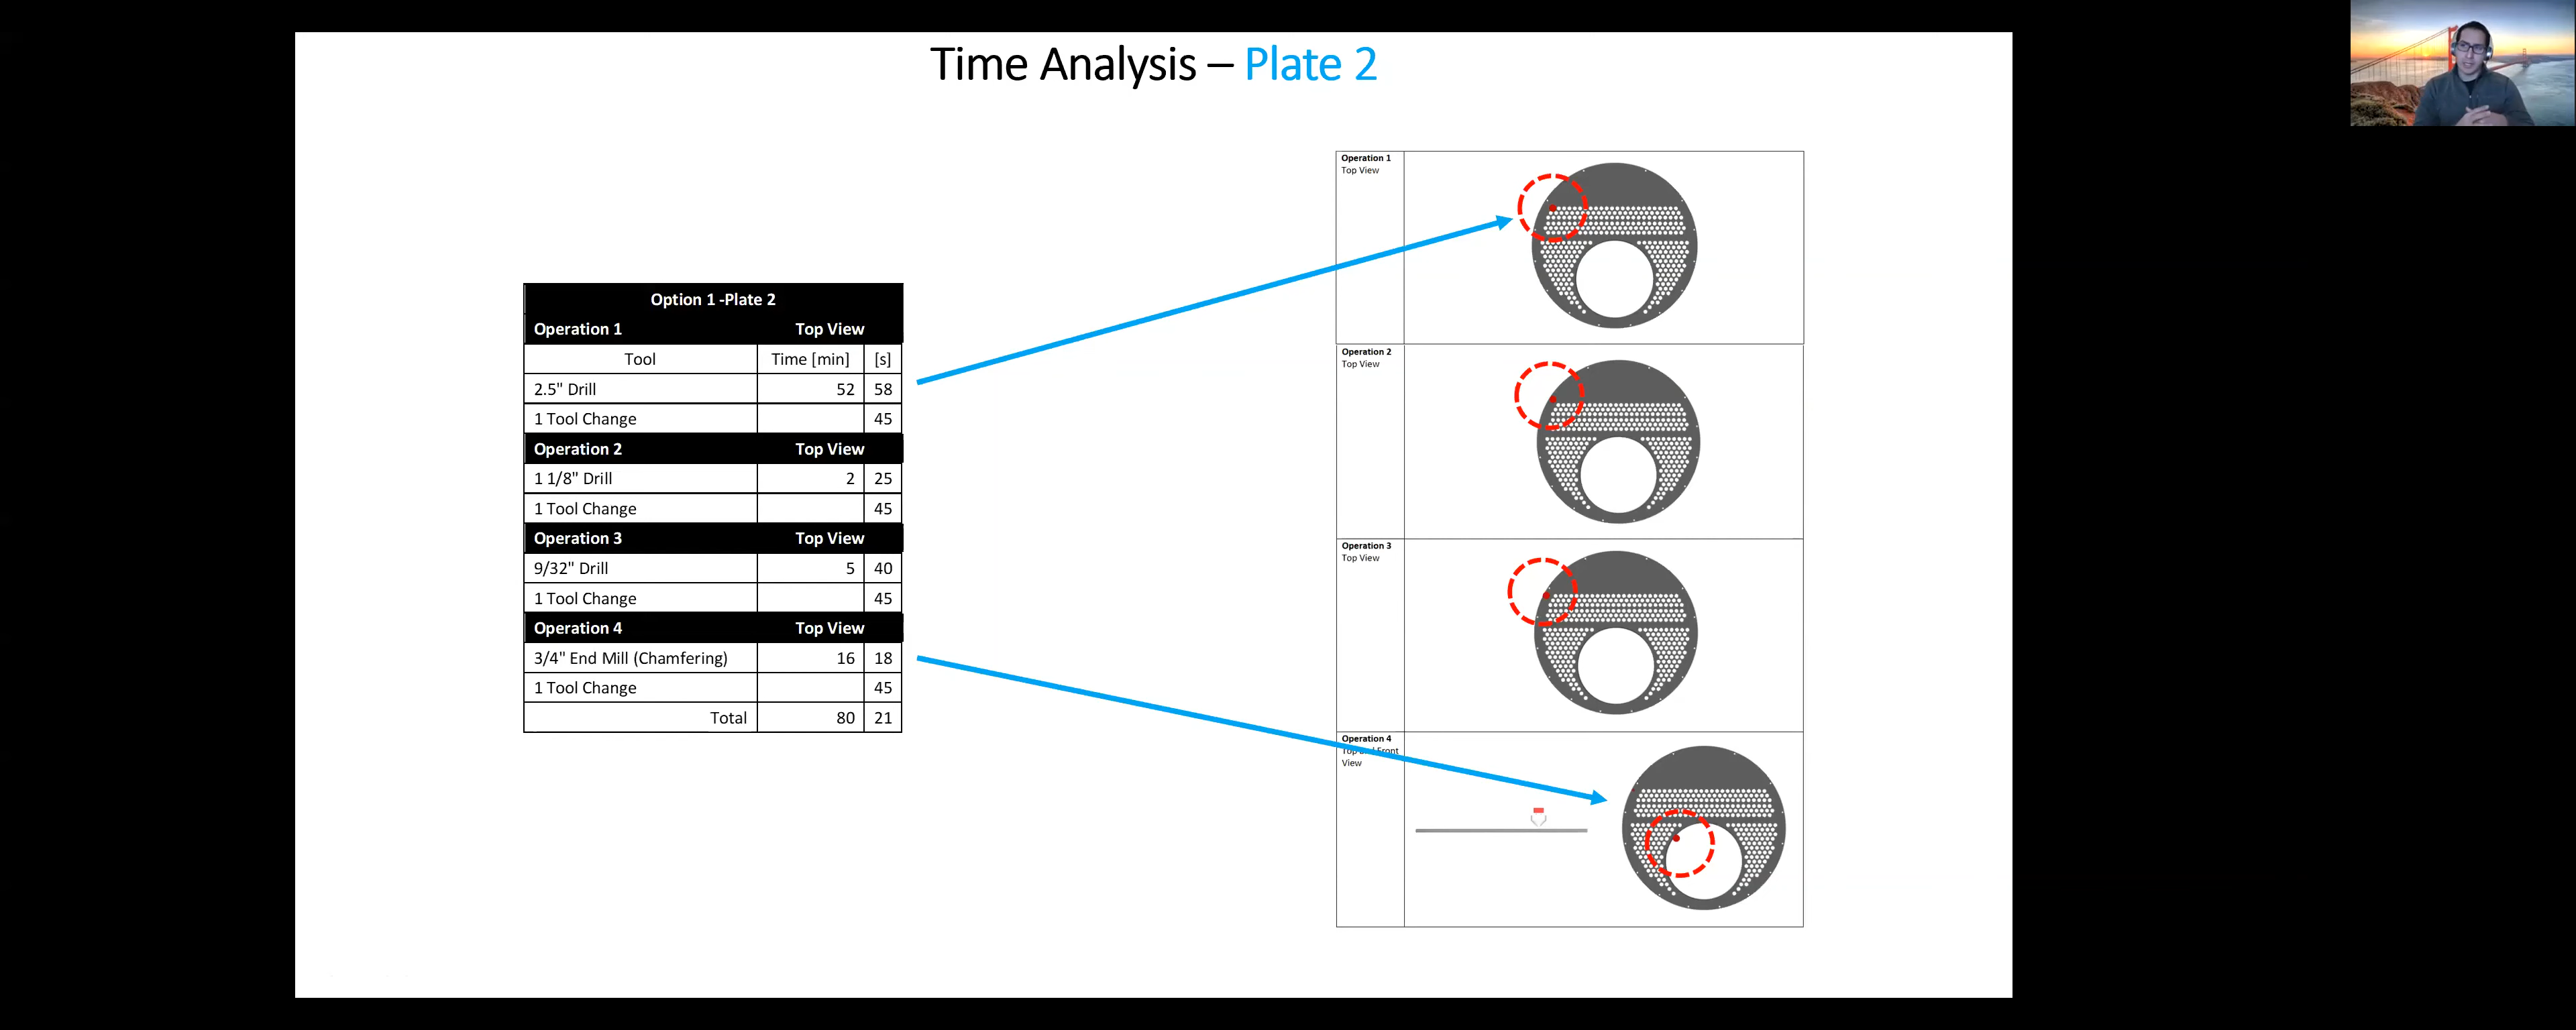 Time Analysis – Plate 2
Option 1 -Plate 2
Operation 1 Top View
Tool Time [min] [s]
2.5" Drill 52 58
1 Tool Change 45
Operation 2 Top View
1 1/8" Drill 2 25
1 Tool Change 45
Operation 3 Top View
9/32" Drill 5 40
1 Tool Change 45
Operation 4 Top View
3/4" End Mill (Chamfering) 16 18
1 Tool Change 45
Total 80 21
Operation 1
Top View
Operation 2
Top View
Operation 3
Top View
Operation 4
Top and Front
View